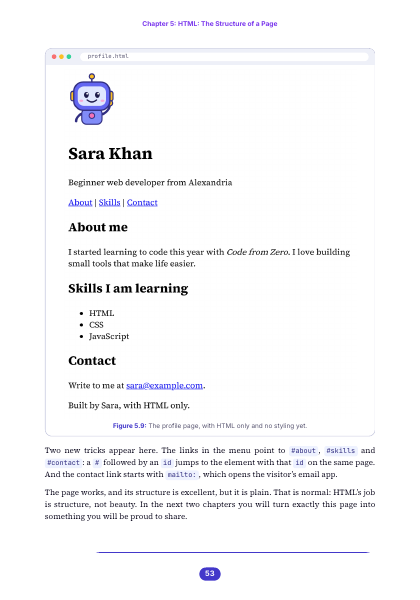 Chapter 5: HTML: The Structure of a Page
profile.html
Sara Khan
Beginner web developer from Alexandria
About | Skills | Contact
About me
I started learning to code this year with Code from Zero. I love building
small tools that make life easier.
Skills I am learning
• HTML
• CSS
• JavaScript
Contact
Write to me at sara@example.com.
Built by Sara, with HTML only.
Figure 5.9: The profile page, with HTML only and no styling yet.
Two new tricks appear here. The links in the menu point to #about, #skills and
#contact: a # followed by an id jumps to the element with that id on the same page.
And the contact link starts with mailto:, which opens the visitor's email app.
The page works, and its structure is excellent, but it is plain. That is normal: HTML's job
is structure, not beauty. In the next two chapters you will turn exactly this page into
something you will be proud to share.
53